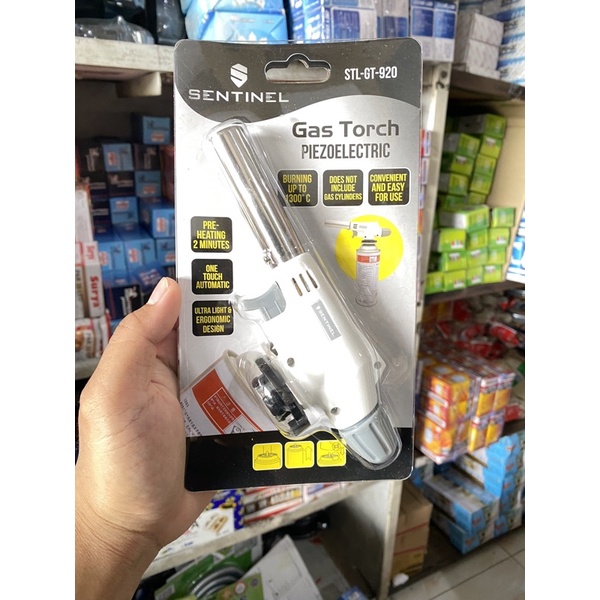 SENTINEL
STL-GT-920
Gas Torch
PIEZOELECTRIC
BURNING
UP TO
1300°C
DOES NOT
INCLUDE
GAS CYLINDERS
CONVENIENT
AND EASY
FOR USE
PRE-
HEATING
2 MINUTES
ONE
TOUCH
AUTOMATIC
ULTRA LIGHT &
ERGONOMIC
DESIGN
SENTINEL
Surya